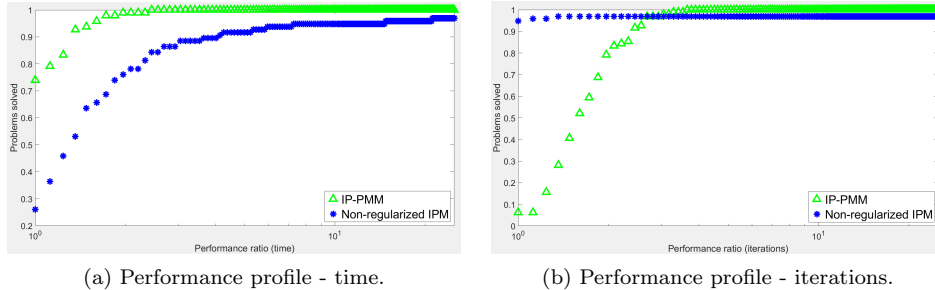 1
0.9
0.8
0.7
0.6
0.5
0.4
0.3
0.2
Problems solved
10^0
10^1
Performance ratio (time)
IP-PMM
Non-regularized IPM
(a) Performance profile - time.
1
0.9
0.8
0.7
0.6
0.5
0.4
0.3
0.2
0.1
0
Problems solved
10^0
10^1
Performance ratio (iterations)
IP-PMM
Non-regularized IPM
(b) Performance profile - iterations.